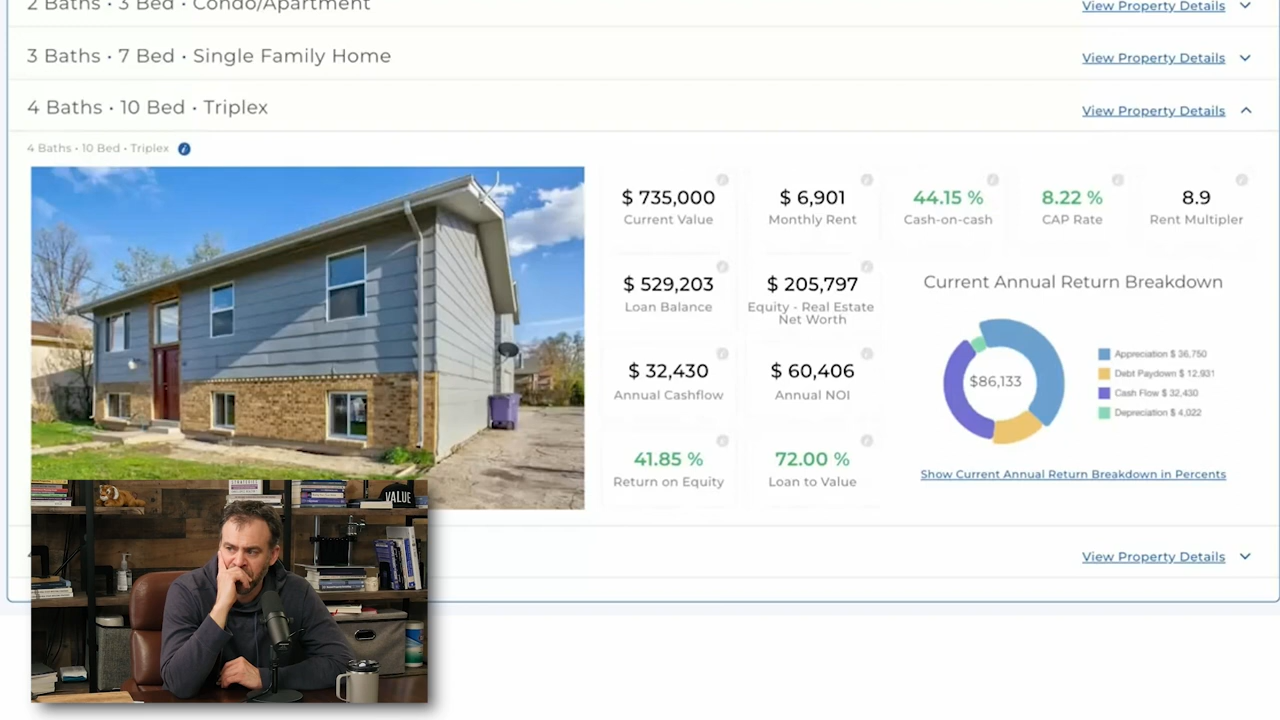 2 Baths • 3 Bed • Condo/Apartment
View Property Details
3 Baths • 7 Bed • Single Family Home
View Property Details
4 Baths • 10 Bed • Triplex
View Property Details
4 Baths • 10 Bed • Triplex
$ 735,000
Current Value
$ 6,901
Monthly Rent
44.15 %
Cash-on-cash
8.22 %
CAP Rate
8.9
Rent Multipler
$ 529,203
Loan Balance
$ 205,797
Equity - Real Estate
Net Worth
Current Annual Return Breakdown
$86,133
Appreciation $ 36,750
Debt Paydown $ 12,931
Cash Flow $ 32,430
Depreciation $ 4,022
$ 32,430
Annual Cashflow
$ 60,406
Annual NOI
41.85 %
Return on Equity
72.00 %
Loan to Value
Show Current Annual Return Breakdown in Percents
VALUE
View Property Details